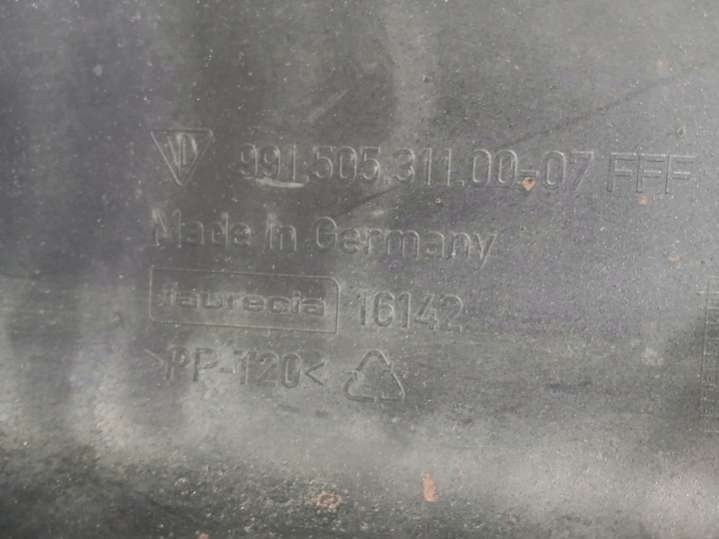 991.505.311.00-07 FFF
Made in Germany
faurecia 16142
>PP-T20<